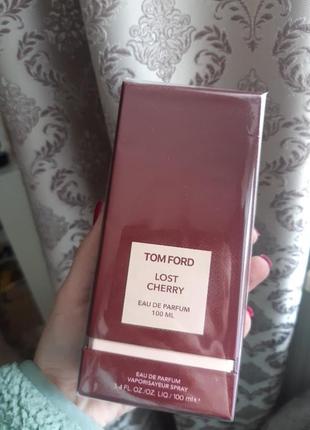 TOM FORD
LOST
CHERRY
EAU DE PARFUM
100 ML
EAU DE PARFUM
VAPORISAYEUR SPRAY
3.4 FL. OZ./OZ. LIQ / 100 ml e